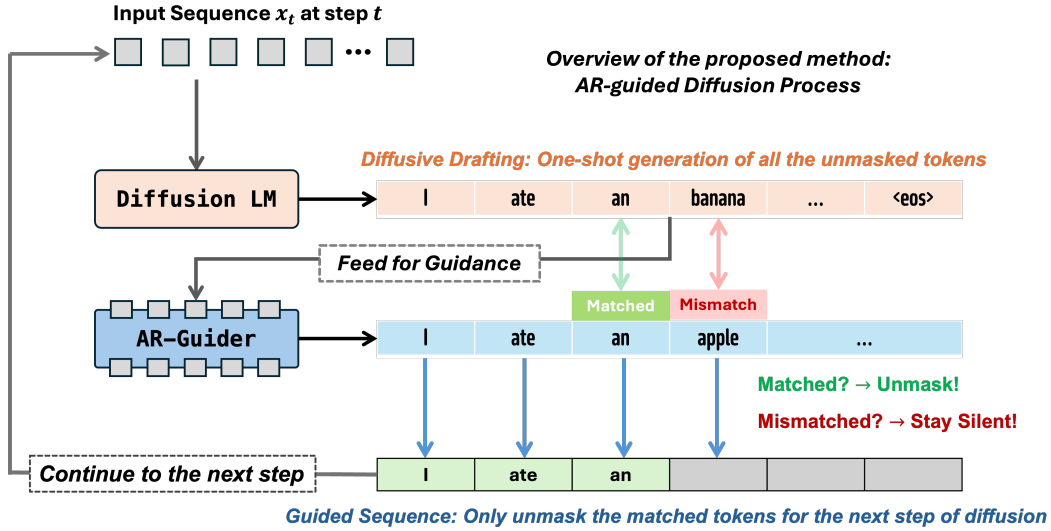 Input Sequence x_t at step t
Overview of the proposed method:
AR-guided Diffusion Process
Diffusive Drafting: One-shot generation of all the unmasked tokens
Diffusion LM
I ate an banana ... <eos>
Feed for Guidance
Matched Mismatch
AR-Guider
I ate an apple ...
Matched? → Unmask!
Mismatched? → Stay Silent!
Continue to the next step
I ate an
Guided Sequence: Only unmask the matched tokens for the next step of diffusion